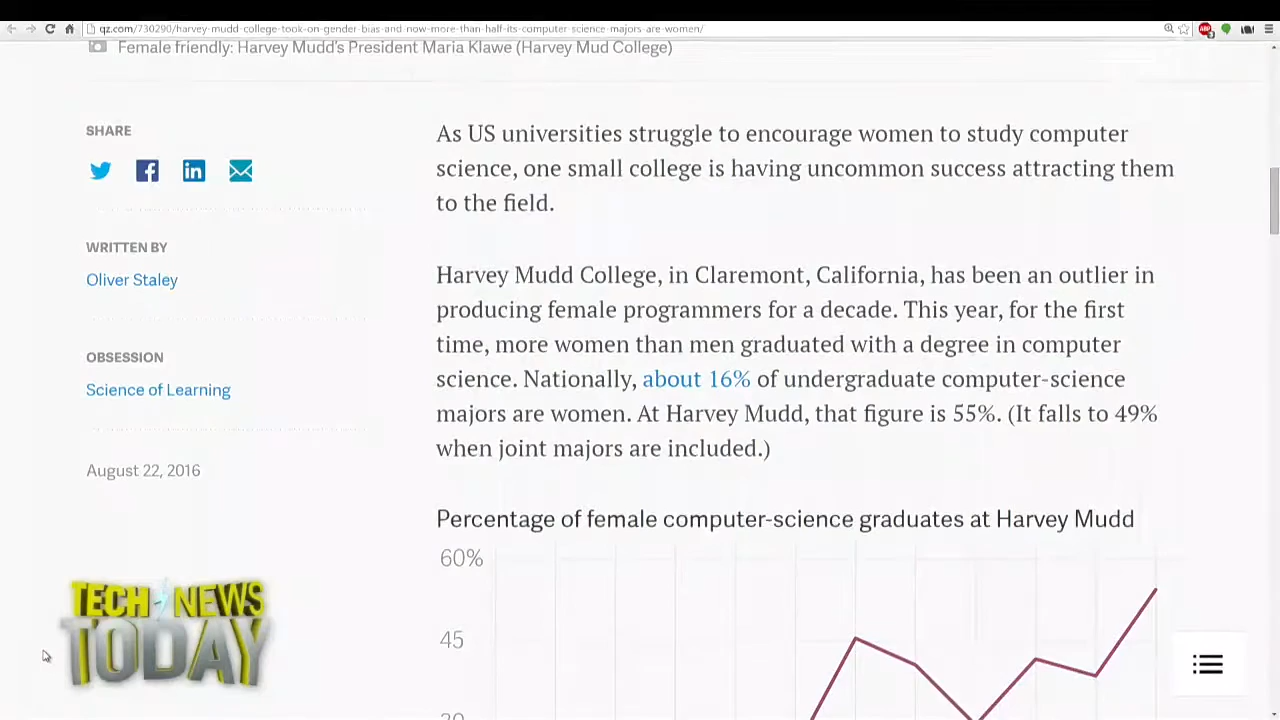 qz.com/730290/harvey-mudd-college-took-on-gender-bias-and-now-more-than-half-its-computer-science-majors-are-women/
Female friendly: Harvey Mudd's President Maria Klawe (Harvey Mud College)
SHARE
WRITTEN BY
Oliver Staley
OBSESSION
Science of Learning
August 22, 2016
As US universities struggle to encourage women to study computer
science, one small college is having uncommon success attracting them
to the field.
Harvey Mudd College, in Claremont, California, has been an outlier in
producing female programmers for a decade. This year, for the first
time, more women than men graduated with a degree in computer
science. Nationally, about 16% of undergraduate computer-science
majors are women. At Harvey Mudd, that figure is 55%. (It falls to 49%
when joint majors are included.)
Percentage of female computer-science graduates at Harvey Mudd
60%
45
TECH NEWS
TODAY